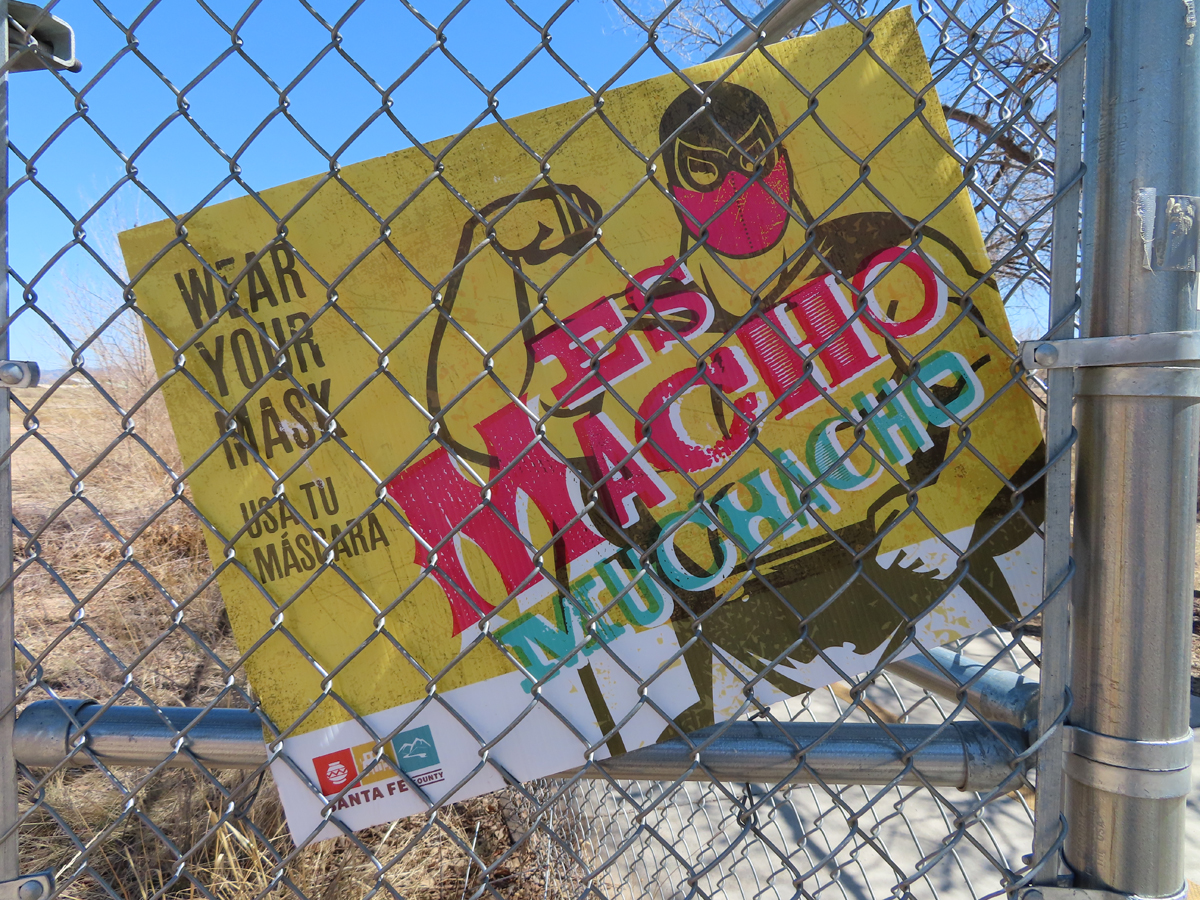 WEAR
YOUR
MASK
USA TU
MÁSCARA
ES
MACHO
MUCHACHO
SANTA FE COUNTY